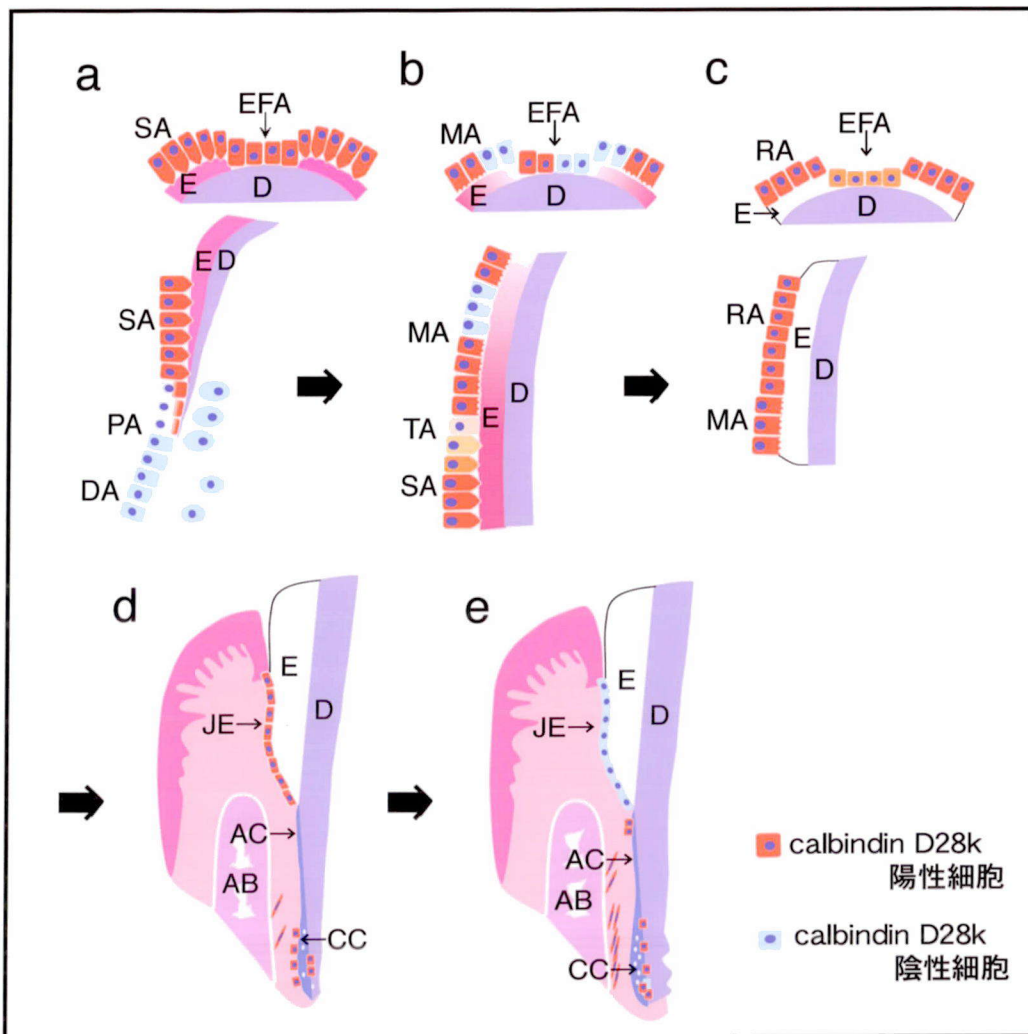 a
EFA
SA
E
D
E D
SA
PA
DA
b
EFA
MA
E
D
MA
D
E
TA
SA
c
EFA
RA
E→
D
RA
E
D
MA
d
E
D
JE→
AC→
AB
←CC
e
E
D
JE→
AC→
AB
CC→
calbindin D28k
陽性細胞
calbindin D28k
陰性細胞